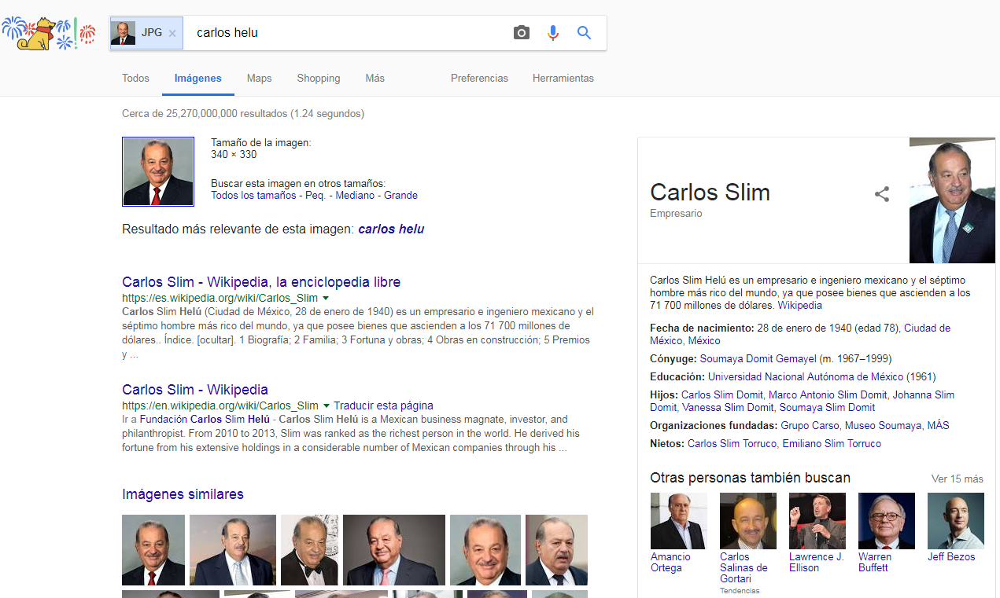 JPG × carlos helu
Todos Imágenes Maps Shopping Más Preferencias Herramientas
Cerca de 25,270,000,000 resultados (1.24 segundos)
Tamaño de la imagen:
340 × 330
Buscar esta imagen en otros tamaños:
Todos los tamaños - Peq. - Mediano - Grande
Resultado más relevante de esta imagen: carlos helu
Carlos Slim - Wikipedia, la enciclopedia libre
https://es.wikipedia.org/wiki/Carlos_Slim
Carlos Slim Helú (Ciudad de México, 28 de enero de 1940) es un empresario e ingeniero mexicano y el
séptimo hombre más rico del mundo, ya que posee bienes que ascienden a los 71 700 millones de
dólares.. Índice. [ocultar]. 1 Biografía; 2 Familia; 3 Fortuna y obras; 4 Obras en construcción; 5 Premios
y ...
Carlos Slim - Wikipedia
https://en.wikipedia.org/wiki/Carlos_Slim Traducir esta página
Ir a Fundación Carlos Slim Helú - Carlos Slim Helú is a Mexican business magnate, investor, and
philanthropist. From 2010 to 2013, Slim was ranked as the richest person in the world. He derived his
fortune from his extensive holdings in a considerable number of Mexican companies through his ...
Imágenes similares
Carlos Slim
Empresario
Carlos Slim Helú es un empresario e ingeniero mexicano y el séptimo
hombre más rico del mundo, ya que posee bienes que ascienden a los
71 700 millones de dólares. Wikipedia
Fecha de nacimiento: 28 de enero de 1940 (edad 78), Ciudad de
México, México
Cónyuge: Soumaya Domit Gemayel (m. 1967–1999)
Educación: Universidad Nacional Autónoma de México (1961)
Hijos: Carlos Slim Domit, Marco Antonio Slim Domit, Johanna Slim
Domit, Vanessa Slim Domit, Soumaya Slim Domit
Organizaciones fundadas: Grupo Carso, Museo Soumaya, MÁS
Nietos: Carlos Slim Torruco, Emiliano Slim Torruco
Otras personas también buscan Ver 15 más
Amancio
Ortega
Carlos
Salinas de
Gortari
Tendencias
Lawrence J.
Ellison
Warren
Buffett
Jeff Bezos